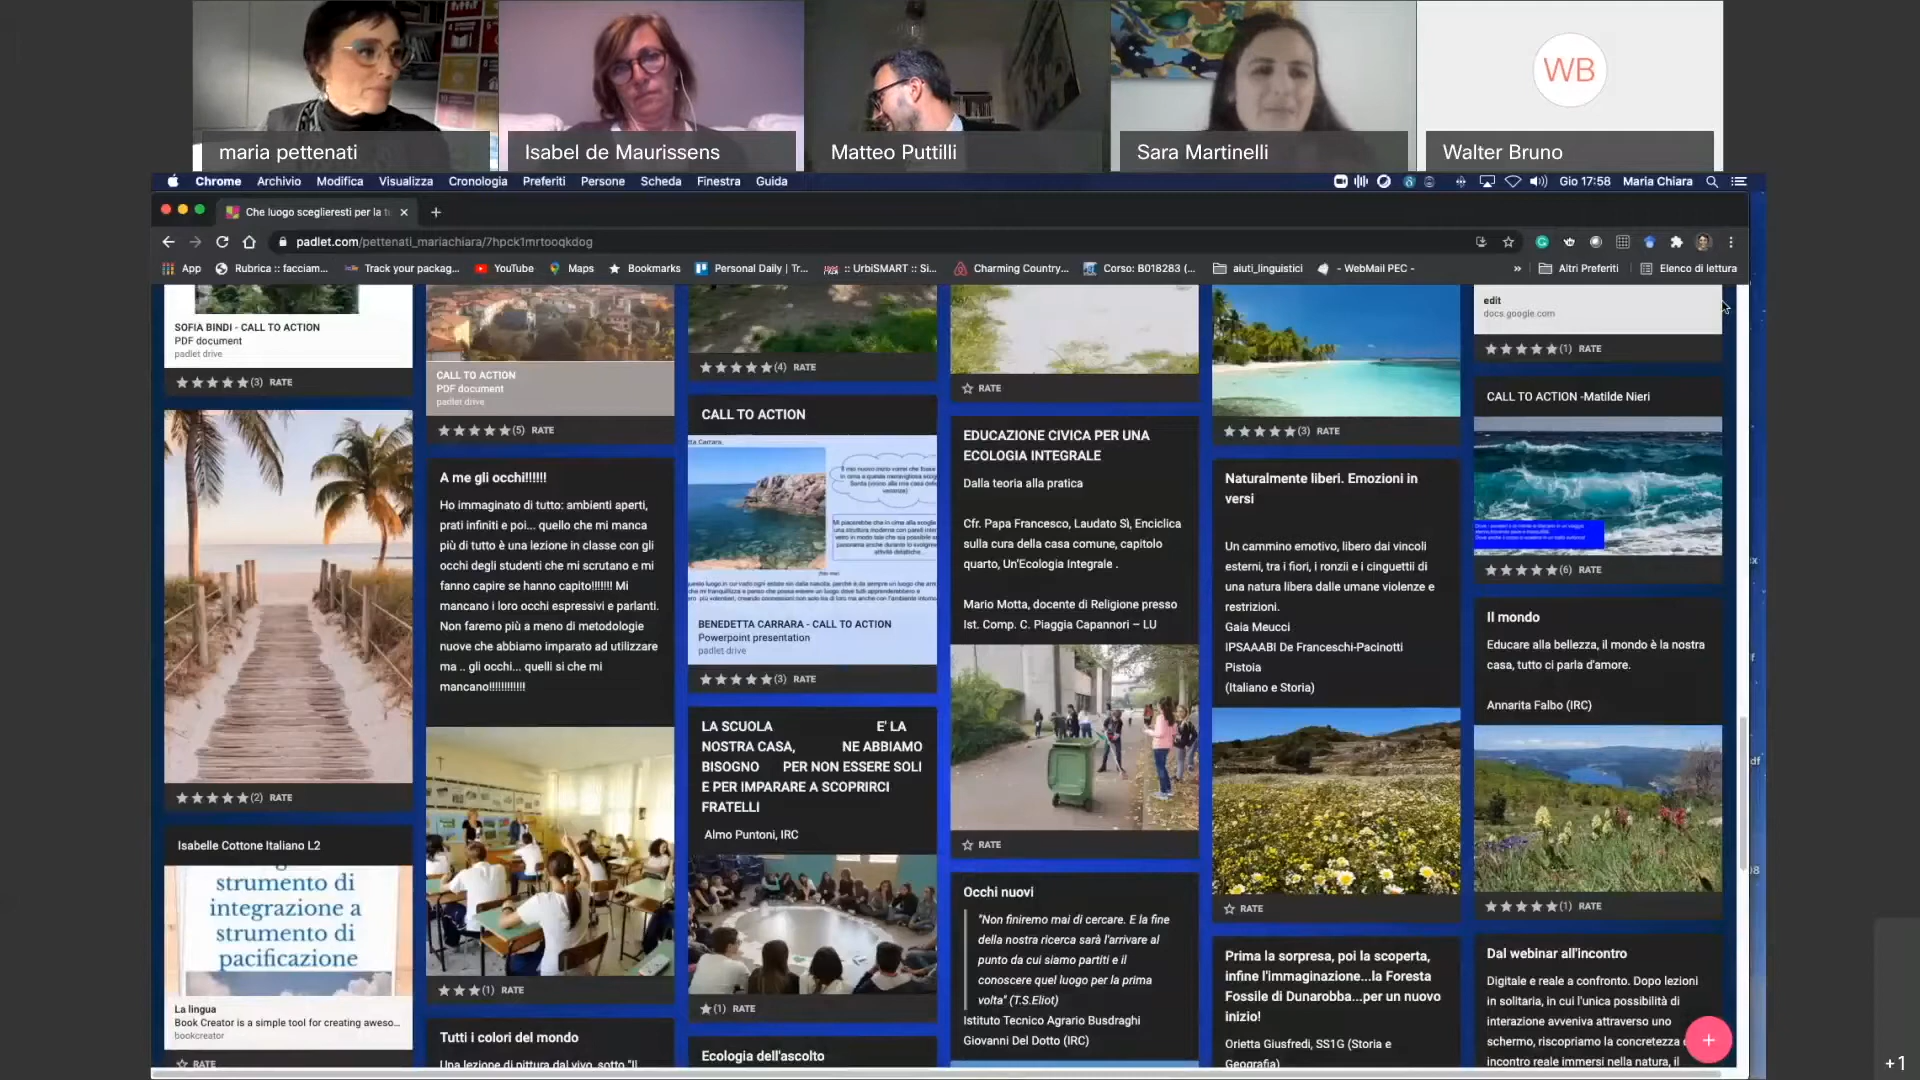 WB
maria pettenati
Isabel de Maurissens
Matteo Puttilli
Sara Martinelli
Walter Bruno
Chrome Archivio Modifica Visualizza Cronologia Preferiti Persone Scheda Finestra Guida
Gio 17:58 Maria Chiara
Che luogo sceglieresti per la tu
padlet.com/pettenati_mariachiara/7hpck1mrtooqkdog
App
Rubrica :: facciam...
Track your packag...
YouTube
Maps
Bookmarks
Personal Daily | Tr...
:: UrbiSMART :: Si...
Charming Country...
Corso: B018283 (...
aiuti_linguistici
- WebMail PEC -
»
Altri Preferiti
Elenco di lettura
SOFIA BINDI - CALL TO ACTION
PDF document
padlet drive
(3) RATE
(2) RATE
Isabelle Cottone Italiano L2
strumento di
integrazione a
strumento di
pacificazione
La lingua
Book Creator is a simple tool for creating aweso...
bookcreator
RATE
CALL TO ACTION
PDF document
padlet drive
(5) RATE
A me gli occhi!!!!!!
Ho immaginato di tutto: ambienti aperti,
prati infiniti e poi... quello che mi manca
più di tutto è una lezione in classe con gli
occhi degli studenti che mi scrutano e mi
fanno capire se hanno capito!!!!!!! Mi
mancano i loro occhi espressivi e parlanti.
Non faremo più a meno di metodologie
nuove che abbiamo imparato ad utilizzare
ma .. gli occhi... quelli si che mi
mancano!!!!!!!!!!!!
(1) RATE
Tutti i colori del mondo
Una lezione di pittura dal vivo, sotto "Il
(4) RATE
CALL TO ACTION
BENEDETTA CARRARA - CALL TO ACTION
Powerpoint presentation
padlet drive
(3) RATE
LA SCUOLA E' LA
NOSTRA CASA, NE ABBIAMO
BISOGNO PER NON ESSERE SOLI
E PER IMPARARE A SCOPRIRCI
FRATELLI
Almo Puntoni, IRC
(1) RATE
Ecologia dell'ascolto
RATE
EDUCAZIONE CIVICA PER UNA
ECOLOGIA INTEGRALE
Dalla teoria alla pratica
Cfr. Papa Francesco, Laudato Sì, Enciclica
sulla cura della casa comune, capitolo
quarto, Un'Ecologia Integrale .
Mario Motta, docente di Religione presso
Ist. Comp. C. Piaggia Capannori – LU
RATE
Occhi nuovi
"Non finiremo mai di cercare. E la fine
della nostra ricerca sarà l'arrivare al
punto da cui siamo partiti e il
conoscere quel luogo per la prima
volta" (T.S.Eliot)
Istituto Tecnico Agrario Busdraghi
Giovanni Del Dotto (IRC)
(3) RATE
Naturalmente liberi. Emozioni in
versi
Un cammino emotivo, libero dai vincoli
esterni, tra i fiori, i ronzii e i cinguettii di
una natura libera dalle umane violenze e
restrizioni.
Gaia Meucci
IPSAAABI De Franceschi-Pacinotti
Pistoia
(Italiano e Storia)
RATE
Prima la sorpresa, poi la scoperta,
infine l'immaginazione...la Foresta
Fossile di Dunarobba...per un nuovo
inizio!
Orietta Giusfredi, SS1G (Storia e
Geografia)
edit
docs.google.com
(1) RATE
CALL TO ACTION -Matilde Nieri
(6) RATE
Il mondo
Educare alla bellezza, il mondo è la nostra
casa, tutto ci parla d'amore.
Annarita Falbo (IRC)
(1) RATE
Dal webinar all'incontro
Digitale e reale a confronto. Dopo lezioni
in solitaria, in cui l'unica possibilità di
interazione avveniva attraverso uno
schermo, riscopriamo la concretezza
incontro reale immersi nella natura, il
+1